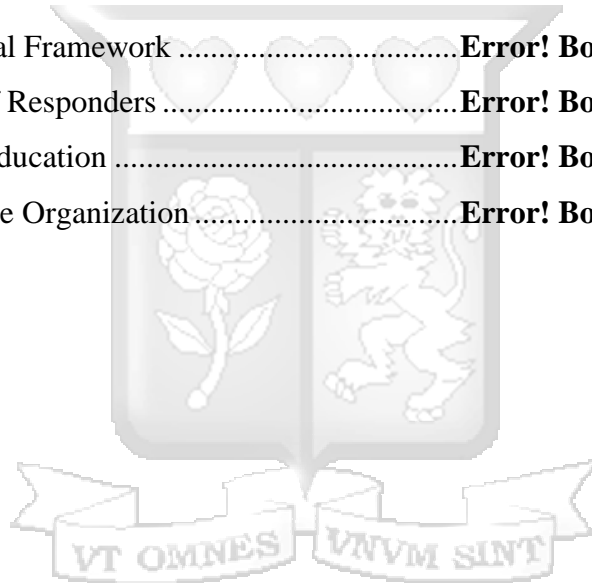 al Framework ..................................Error! Bo
Responders ....................................Error! Bo
ducation ..........................................Error! Bo
e Organization ................................Error! Bo
VT OMNES VNVM SINT